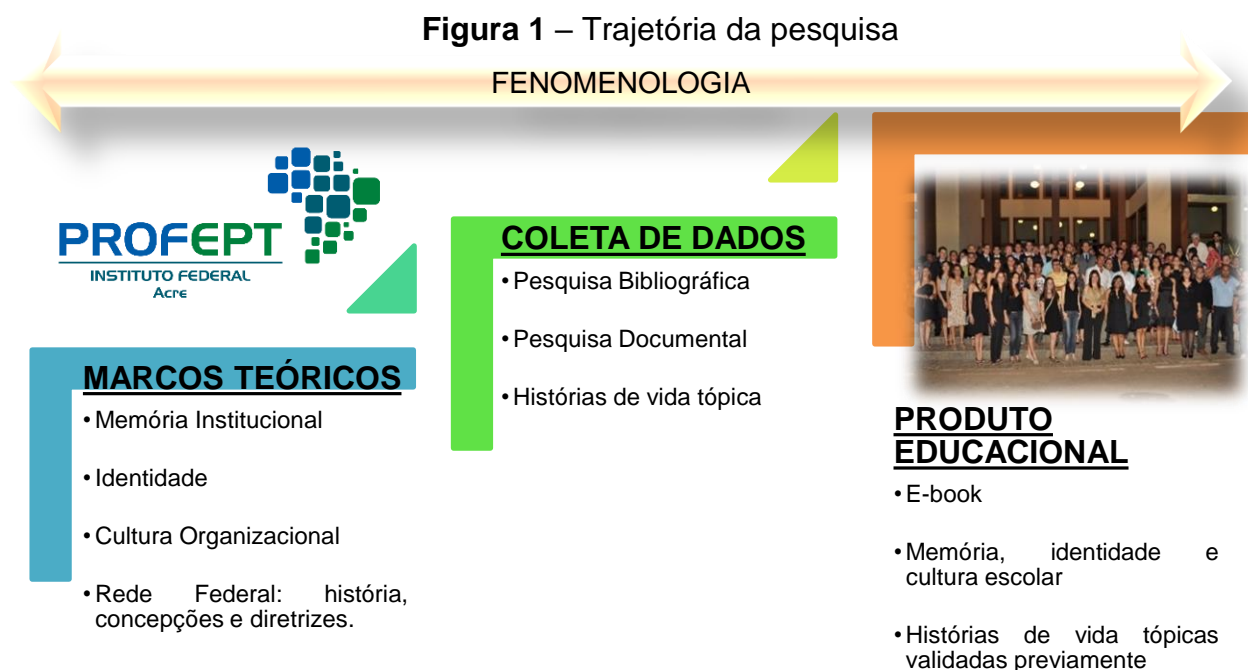 Figura 1 – Trajetória da pesquisa
FENOMENOLOGIA
PROFEPT
INSTITUTO FEDERAL
Acre
MARCOS TEÓRICOS
• Memória Institucional
• Identidade
• Cultura Organizacional
• Rede Federal: história,
concepções e diretrizes.
COLETA DE DADOS
• Pesquisa Bibliográfica
• Pesquisa Documental
• Histórias de vida tópica
PRODUTO
EDUCACIONAL
• E-book
• Memória, identidade e
cultura escolar
• Histórias de vida tópicas
validadas previamente